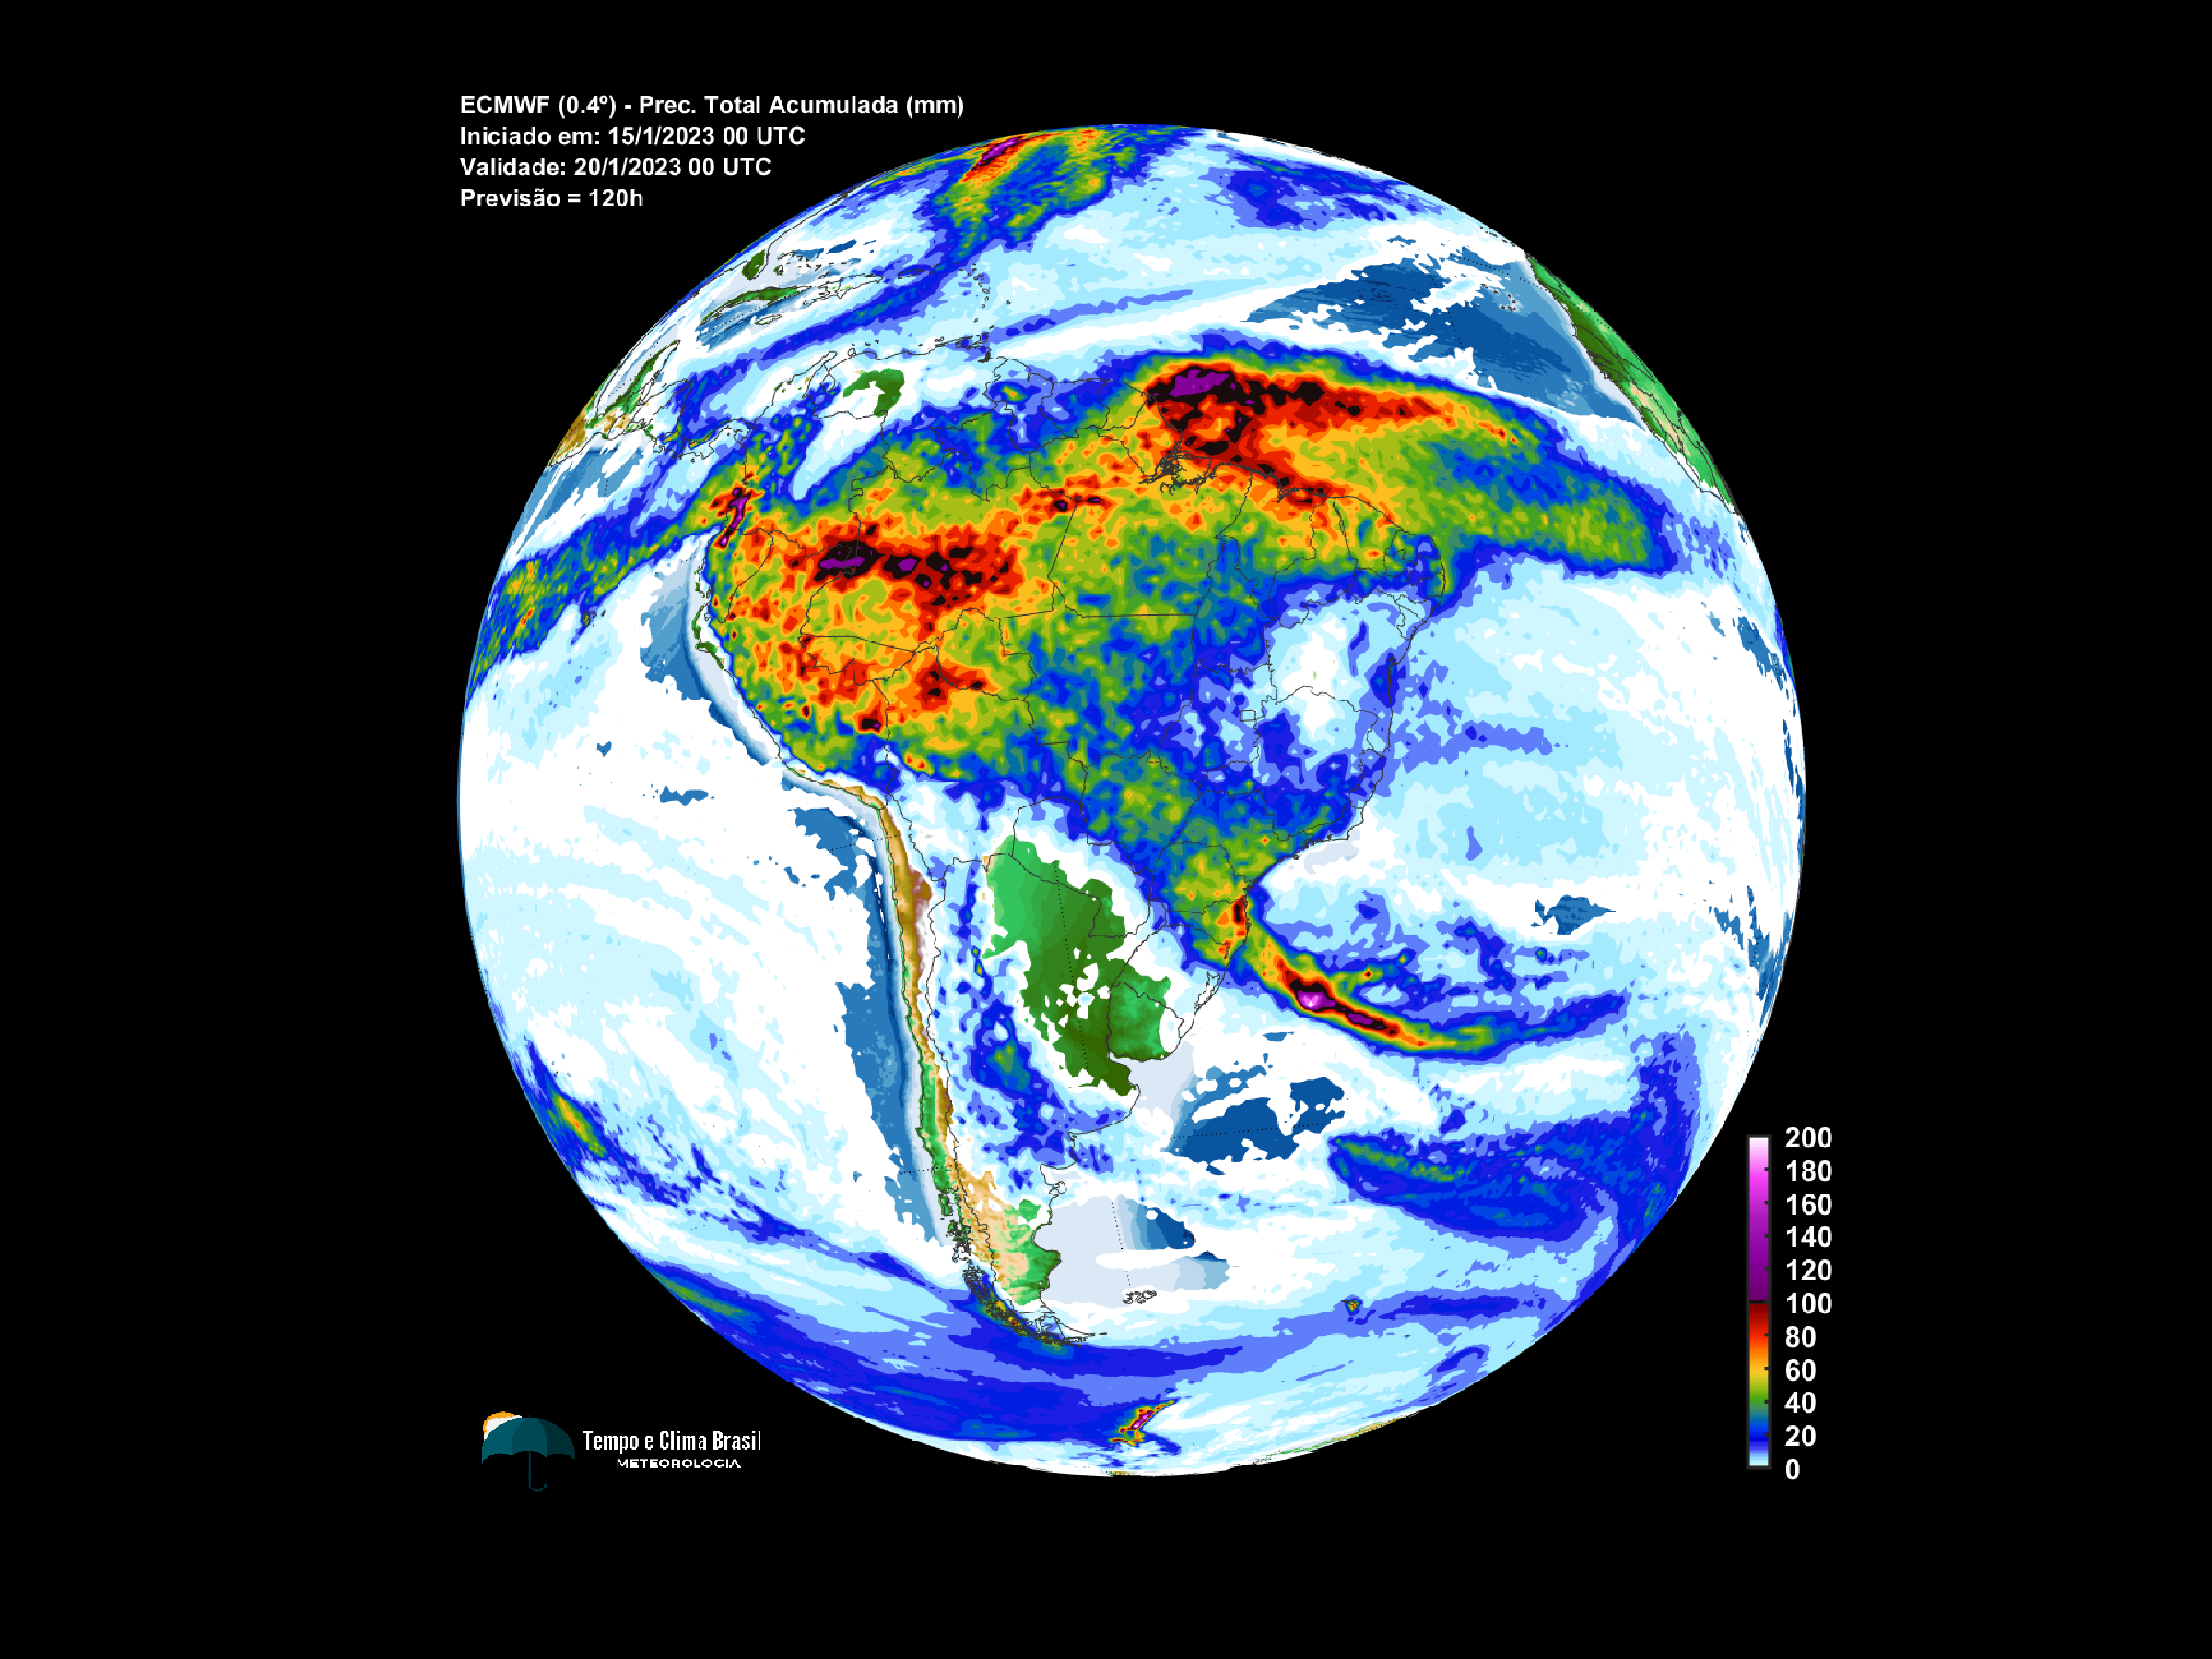 ECMWF (0.4º) - Prec. Total Acumulada (mm)
Iniciado em: 15/1/2023 00 UTC
Validade: 20/1/2023 00 UTC
Previsão = 120h
200
180
160
140
120
100
80
60
40
20
0
Tempo e Clima Brasil
METEOROLOGIA